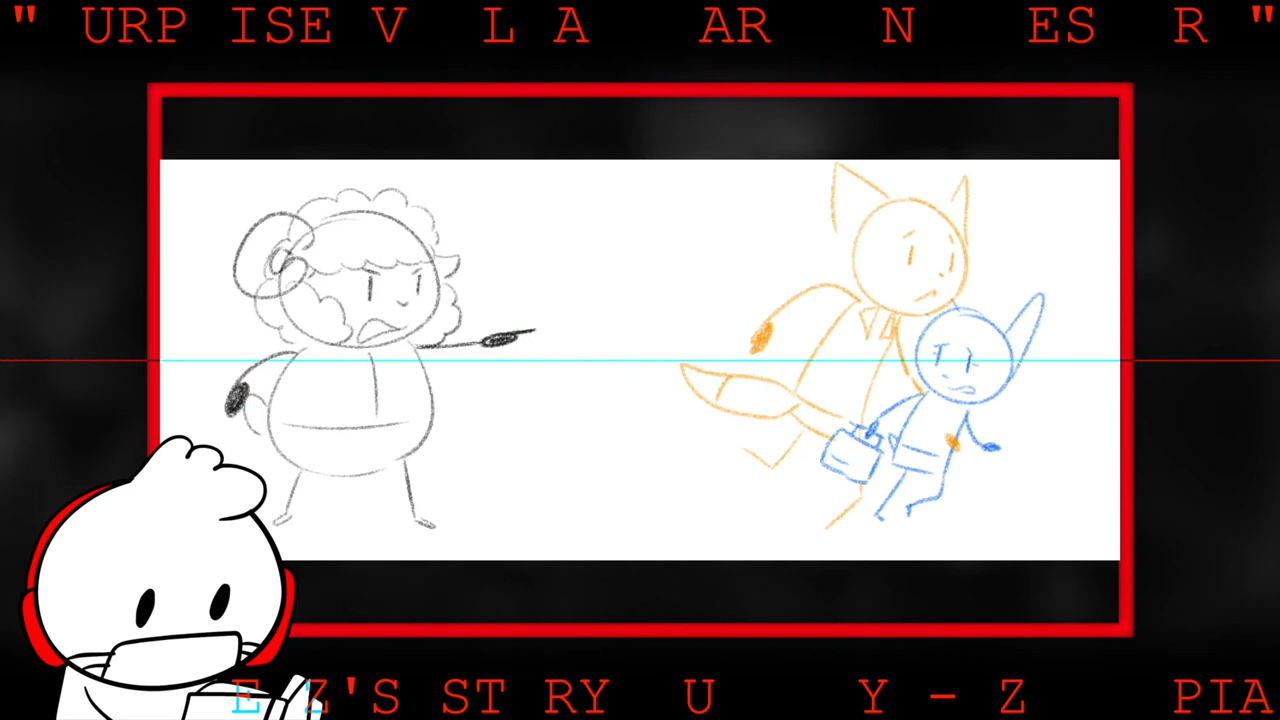 " URP ISE V L A AR N ES R "
E Z'S ST RY U Y - Z PIA